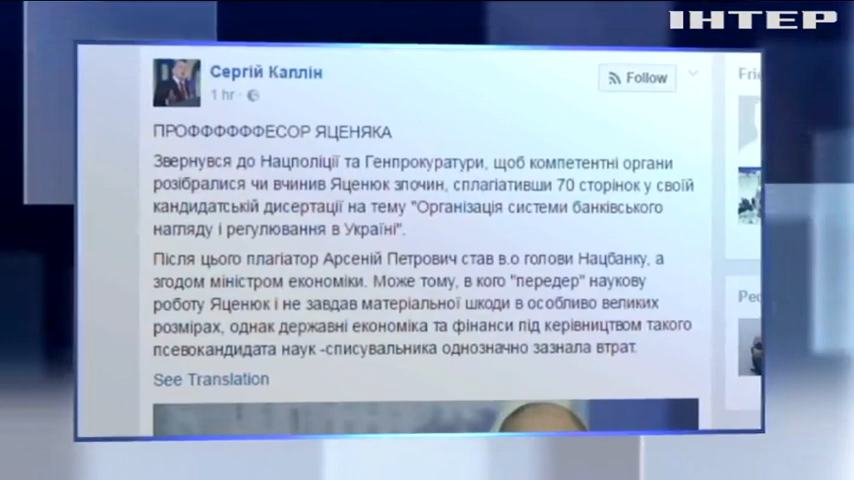 ІНТЕР
Сергій Каплін
Follow
1 hr
Frie
ПРОФФФФФФЕСОР ЯЦЕНЯКА
Звернувся до Нацполіції та Генпрокуратури, щоб компетентні органи
розібралися чи вчинив Яценюк злочин, сплагіативши 70 сторінок у своїй
кандидатській дисертації на тему "Організація системи банківського
нагляду і регулювання в Україні".
Після цього плагіатор Арсеній Петрович став в.о голови Нацбанку, а
згодом міністром економіки. Може тому, в кого "передер" наукову
роботу Яценюк і не завдав матеріальної шкоди в особливо великих
розмірах, однак державні економіка та фінанси під керівництвом такого
псевокандидата наук -списувальника однозначно зазнала втрат.
See Translation